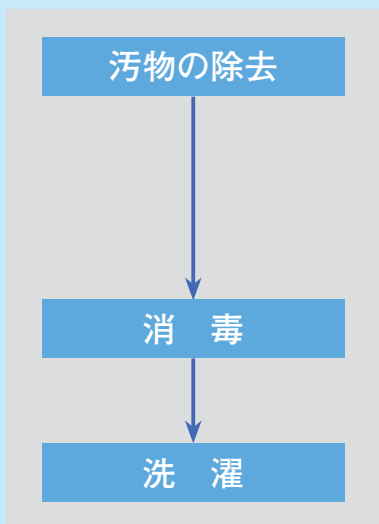 汚物の除去
消　毒
洗　濯